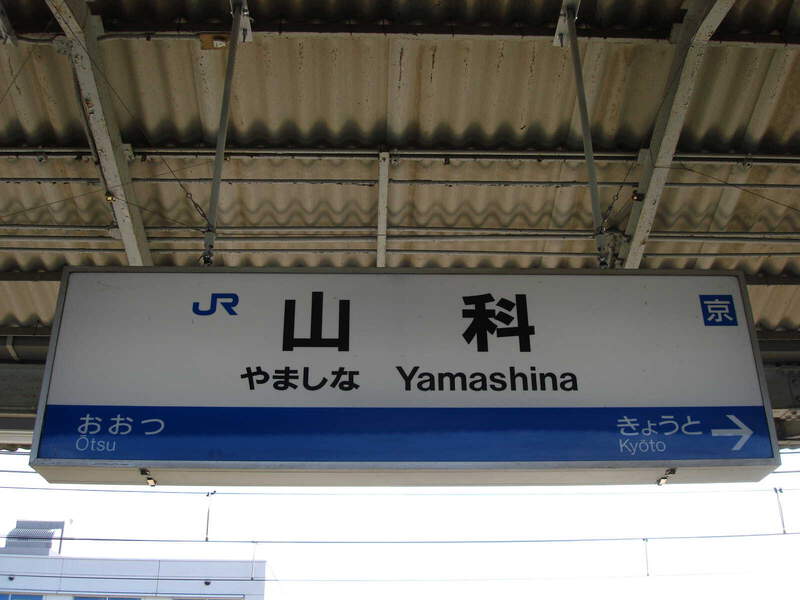 JR 山科 京
やましな Yamashina
おおつ きょうと →
Ōtsu Kyōto